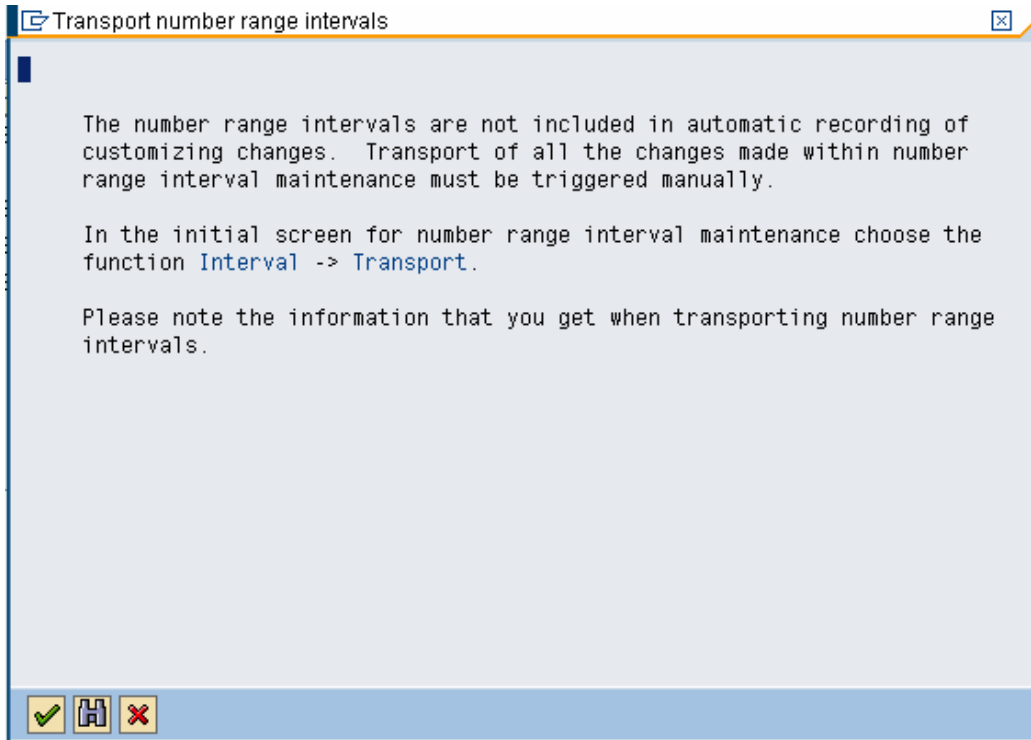 Transport number range intervals
The number range intervals are not included in automatic recording of
customizing changes.  Transport of all the changes made within number
range interval maintenance must be triggered manually.
In the initial screen for number range interval maintenance choose the
function Interval -> Transport.
Please note the information that you get when transporting number range
intervals.